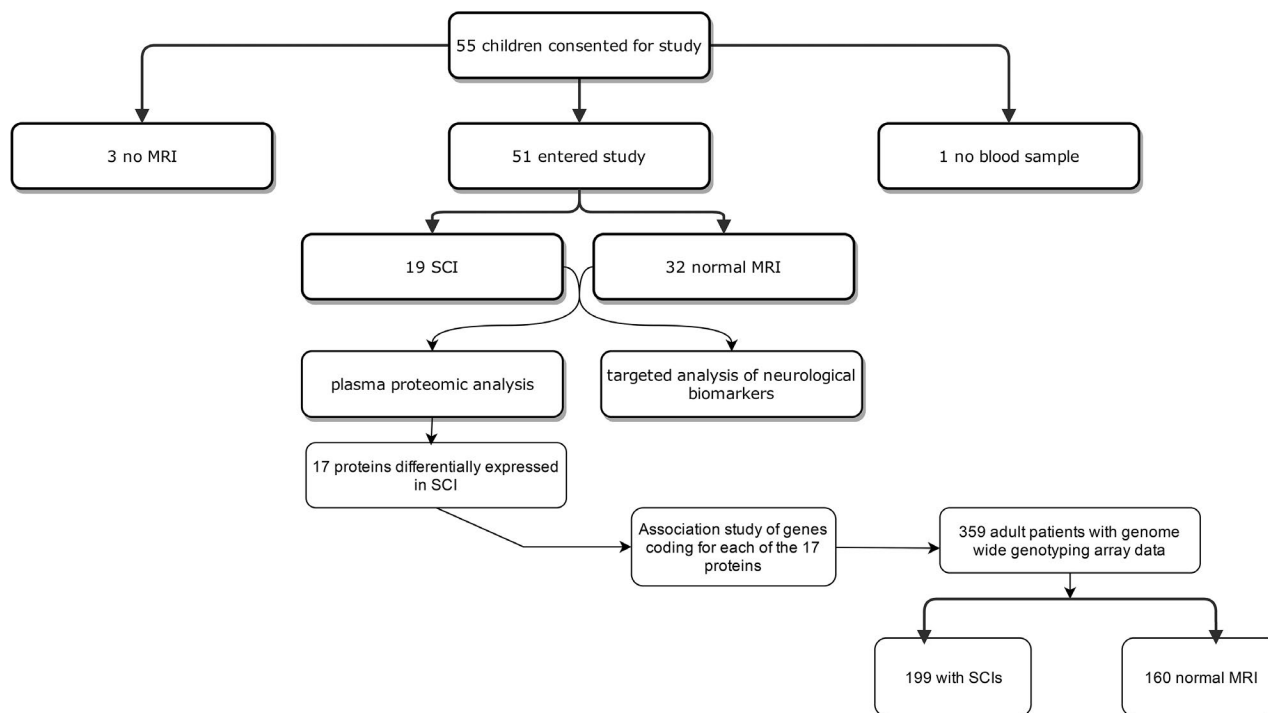 55 children consented for study
3 no MRI
51 entered study
1 no blood sample
19 SCI
32 normal MRI
plasma proteomic analysis
targeted analysis of neurological
biomarkers
17 proteins differentially expressed
in SCI
Association study of genes
coding for each of the 17
proteins
359 adult patients with genome
wide genotyping array data
199 with SCIs
160 normal MRI